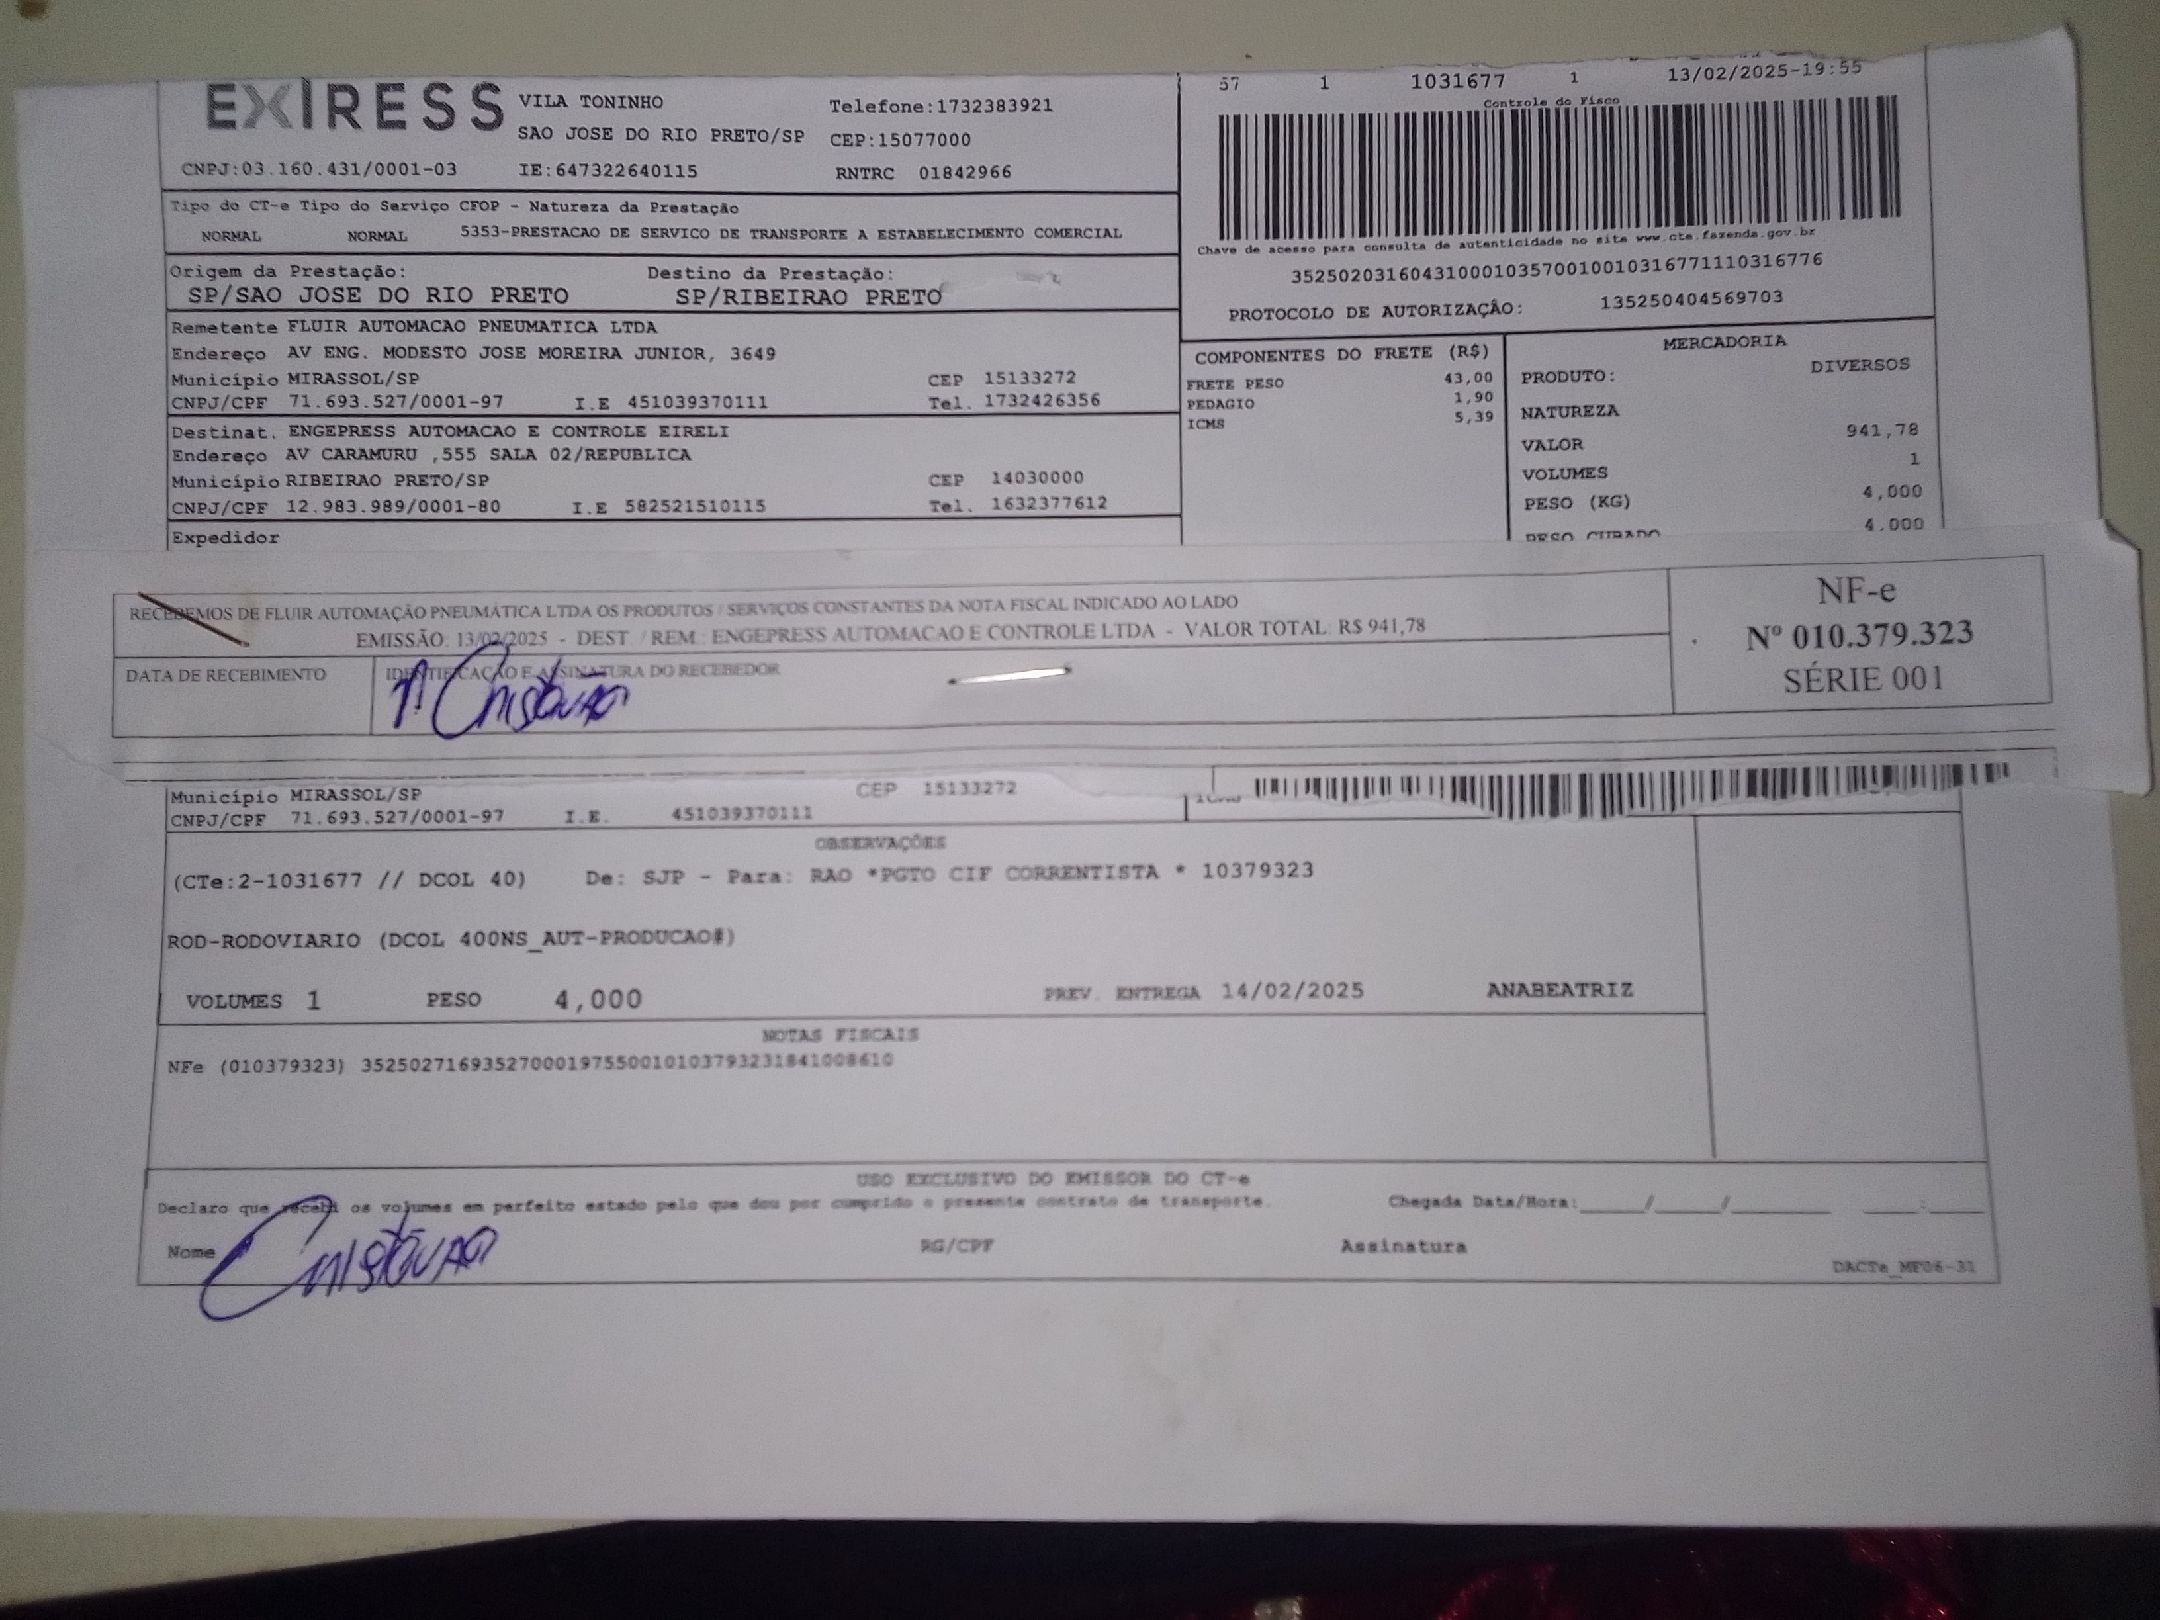 EXPRESS VILA TONINHO Telefone:1732383921
SAO JOSE DO RIO PRETO/SP CEP:15077000
CNPJ:03.160.431/0001-03 IE:647322640115 RNTRC 01842966
57 1 1031677 1 13/02/2025-19:55
Controle do Fisco
Chave de acesso para consulta de autenticidade no site www.cte.fazenda.gov.br
35250203160431000103570010010316771110316776
PROTOCOLO DE AUTORIZAÇÃO: 135250404569703
Tipo do CT-e Tipo do Serviço CFOP - Natureza da Prestação
NORMAL NORMAL 5353-PRESTACAO DE SERVICO DE TRANSPORTE A ESTABELECIMENTO COMERCIAL
Origem da Prestação: Destino da Prestação:
SP/SAO JOSE DO RIO PRETO SP/RIBEIRAO PRETO
Remetente FLUIR AUTOMACAO PNEUMATICA LTDA
Endereço AV ENG. MODESTO JOSE MOREIRA JUNIOR, 3649
Município MIRASSOL/SP CEP 15133272
CNPJ/CPF 71.693.527/0001-97 I.E 451039370111 Tel. 1732426356
Destinat. ENGEPRESS AUTOMACAO E CONTROLE EIRELI
Endereço AV CARAMURU ,555 SALA 02/REPUBLICA
Município RIBEIRAO PRETO/SP CEP 14030000
CNPJ/CPF 12.983.989/0001-80 I.E 582521510115 Tel. 1632377612
Expedidor
COMPONENTES DO FRETE (R$)
FRETE PESO 43,00
PEDAGIO 1,90
ICMS 5,39
MERCADORIA
PRODUTO: DIVERSOS
NATUREZA
VALOR 941,78
VOLUMES 1
PESO (KG) 4,000
PESO CUBADO 4.000
RECEBEMOS DE FLUIR AUTOMAÇÃO PNEUMÁTICA LTDA OS PRODUTOS / SERVIÇOS CONSTANTES DA NOTA FISCAL INDICADO AO LADO
EMISSÃO: 13/02/2025 - DEST. / REM.: ENGEPRESS AUTOMACAO E CONTROLE LTDA - VALOR TOTAL: R$ 941,78
DATA DE RECEBIMENTO IDENTIFICAÇÃO E ASSINATURA DO RECEBEDOR
Cristovao
NF-e
Nº 010.379.323
SÉRIE 001
Município MIRASSOL/SP CEP 15133272
CNPJ/CPF 71.693.527/0001-97 I.E. 451039370111
OBSERVAÇÕES
(CTe:2-1031677 // DCOL 40) De: SJP - Para: RAO *PGTO CIF CORRENTISTA * 10379323
ROD-RODOVIARIO (DCOL 400NS_AUT-PRODUCAO#)
VOLUMES 1 PESO 4,000 PREV. ENTREGA 14/02/2025 ANABEATRIZ
NOTAS FISCAIS
NFe (010379323) 35250271693527000197550010103793231841008610
USO EXCLUSIVO DO EMISSOR DO CT-e
Declaro que recebi os volumes em perfeito estado pelo que dou por cumprido o presente contrato de transporte. Chegada Data/Hora:____/____/______ ____:____
Nome Cristovao RG/CPF Assinatura
DACTe_MF06-31